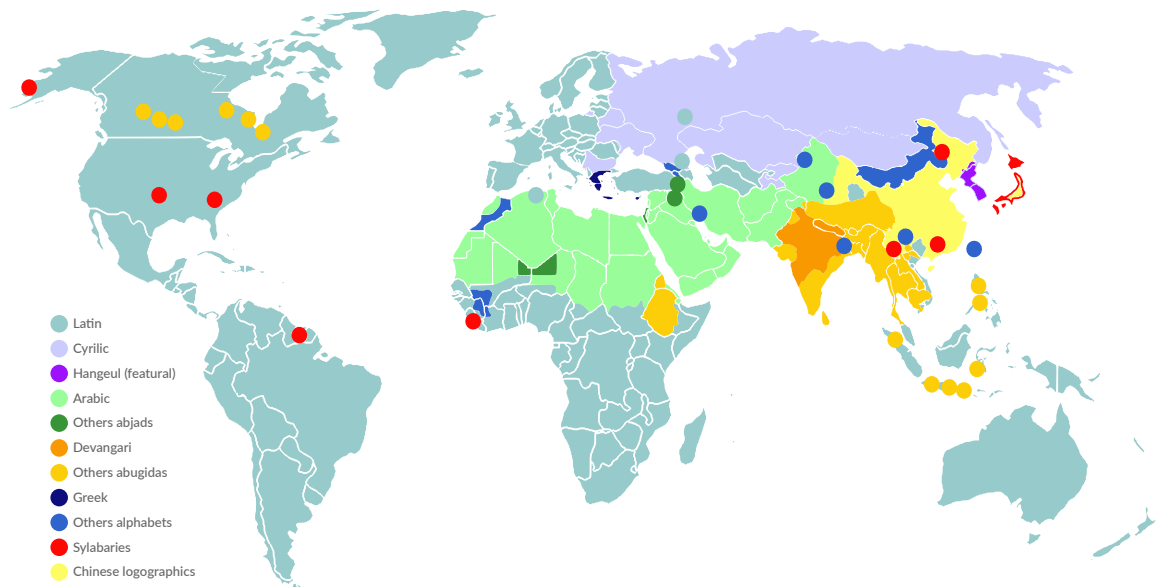 Latin
Cyrilic
Hangeul (featural)
Arabic
Others abjads
Devangari
Others abugidas
Greek
Others alphabets
Sylabaries
Chinese logographics